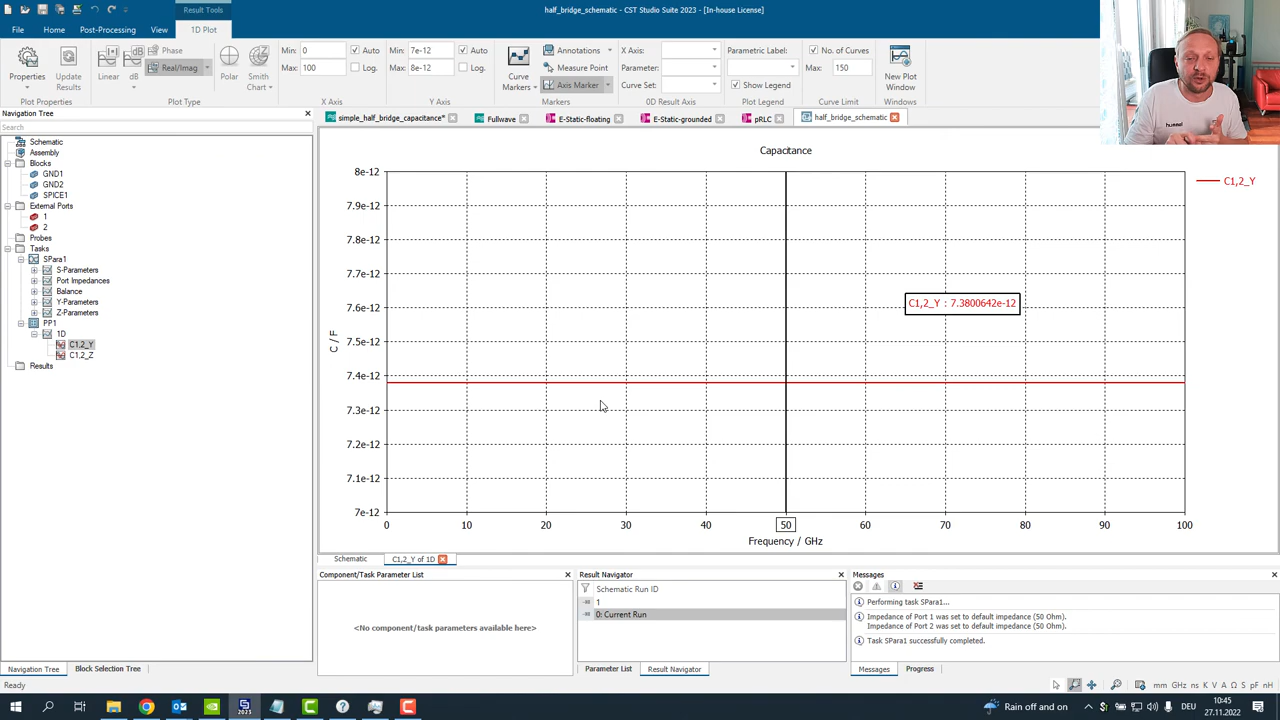 half_bridge_schematic - CST Studio Suite 2023 - [In-house License]
Result Tools
File
Home
Post-Processing
View
1D Plot
Properties
Update Results
Plot Properties
Linear
dB
Phase
Real/Imag
Polar
Smith Chart
Plot Type
Min: 0
Auto
Max: 100
Log.
X Axis
Min: 7e-12
Auto
Max: 8e-12
Log.
Y Axis
Curve Markers
Annotations
Measure Point
Axis Marker
Markers
X Axis:
Parameter:
Curve Set:
0D Result Axis
Parametric Label:
Show Legend
Plot Legend
No. of Curves
Max: 150
Curve Limit
New Plot Window
Windows
hummel
Navigation Tree
Search
Schematic
Assembly
Blocks
GND1
GND2
SPICE1
External Ports
1
2
Probes
Tasks
SPara1
S-Parameters
Port Impedances
Balance
Y-Parameters
Z-Parameters
PP1
1D
C1,2_Y
C1,2_Z
Results
Navigation Tree
Block Selection Tree
simple_half_bridge_capacitance*
Fullwave
E-Static-floating
E-Static-grounded
pRLC
half_bridge_schematic
Capacitance
C1,2_Y
8e-12
7.9e-12
7.8e-12
7.7e-12
7.6e-12
7.5e-12
7.4e-12
7.3e-12
7.2e-12
7.1e-12
7e-12
C / F
C1,2_Y : 7.3800642e-12
0 10 20 30 40 50 60 70 80 90 100
Frequency / GHz
Schematic
C1,2_Y of 1D
Component/Task Parameter List
<No component/task parameters available here>
Result Navigator
Schematic Run ID
1
0: Current Run
Parameter List
Result Navigator
Messages
Performing task SPara1...
Impedance of Port 1 was set to default impedance (50 Ohm).
Impedance of Port 2 was set to default impedance (50 Ohm).
Task SPara1 successfully completed.
Messages
Progress
Ready
mm GHz ns K V A Ω S pF nH
2023
Rain off and on
DEU
10:45
27.11.2022